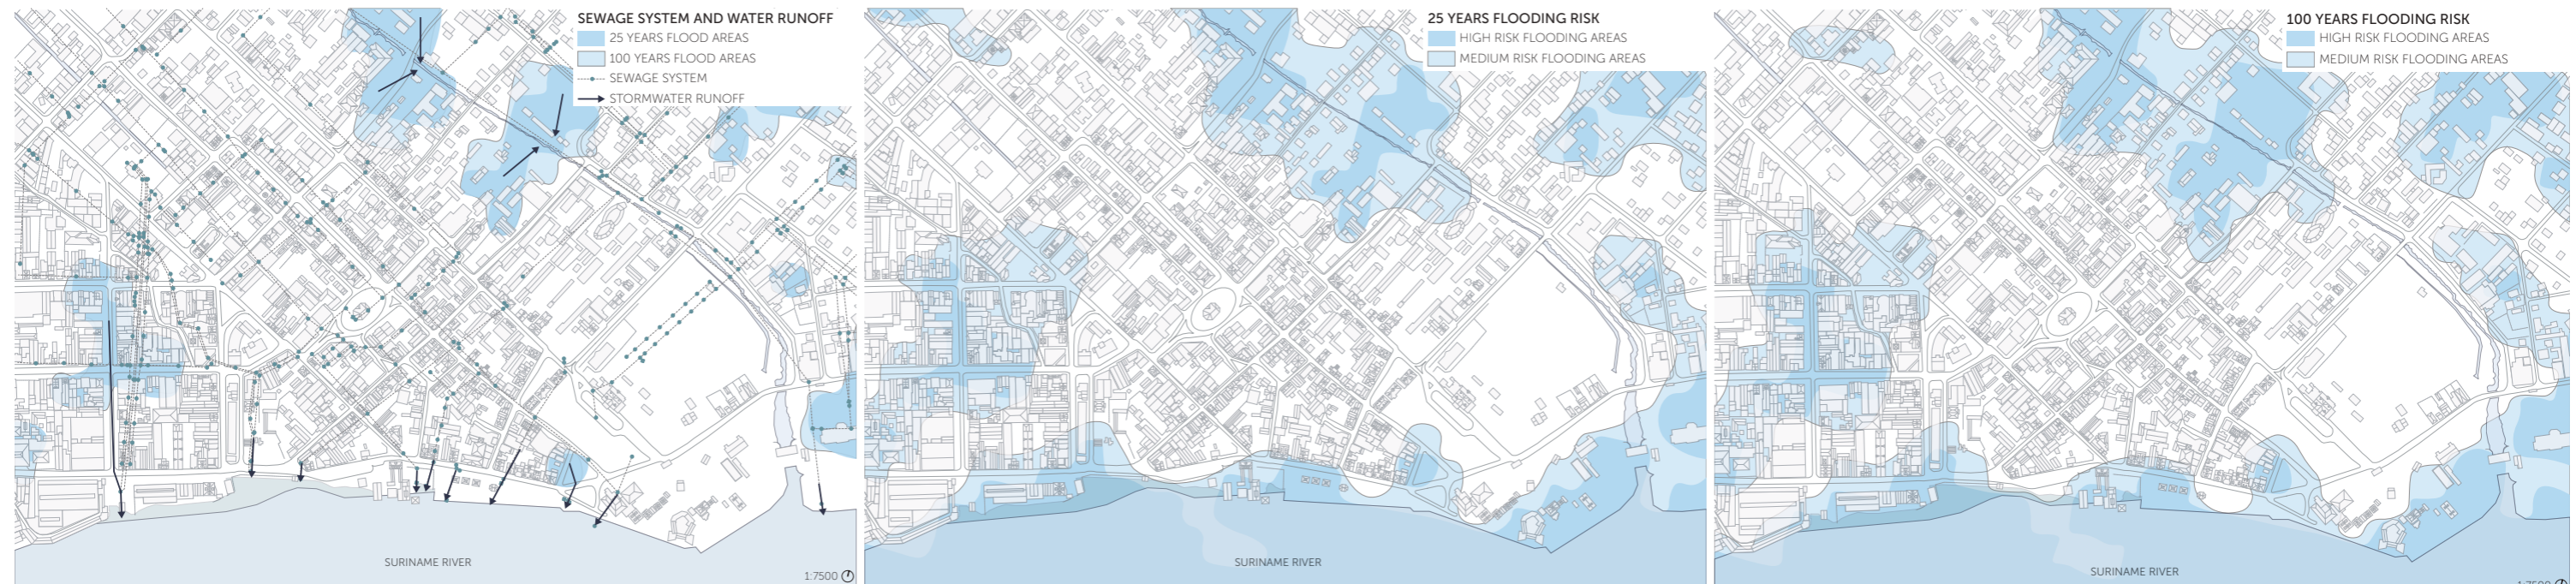 SEWAGE SYSTEM AND WATER RUNOFF
25 YEARS FLOOD AREAS
100 YEARS FLOOD AREAS
SEWAGE SYSTEM
STORMWATER RUNOFF
SURINAME RIVER
1:7500
25 YEARS FLOODING RISK
HIGH RISK FLOODING AREAS
MEDIUM RISK FLOODING AREAS
SURINAME RIVER
100 YEARS FLOODING RISK
HIGH RISK FLOODING AREAS
MEDIUM RISK FLOODING AREAS
SURINAME RIVER
1:7500